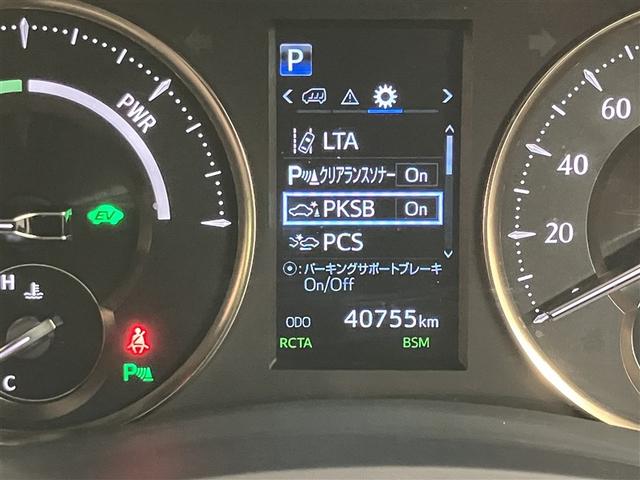 P
PWR
EV
H
C
P
LTA
Pクリアランスソナー On
PKSB On
PCS
◉:パーキングサポートブレーキ
On/Off
ODO 40755km
RCTA BSM
60
40
20